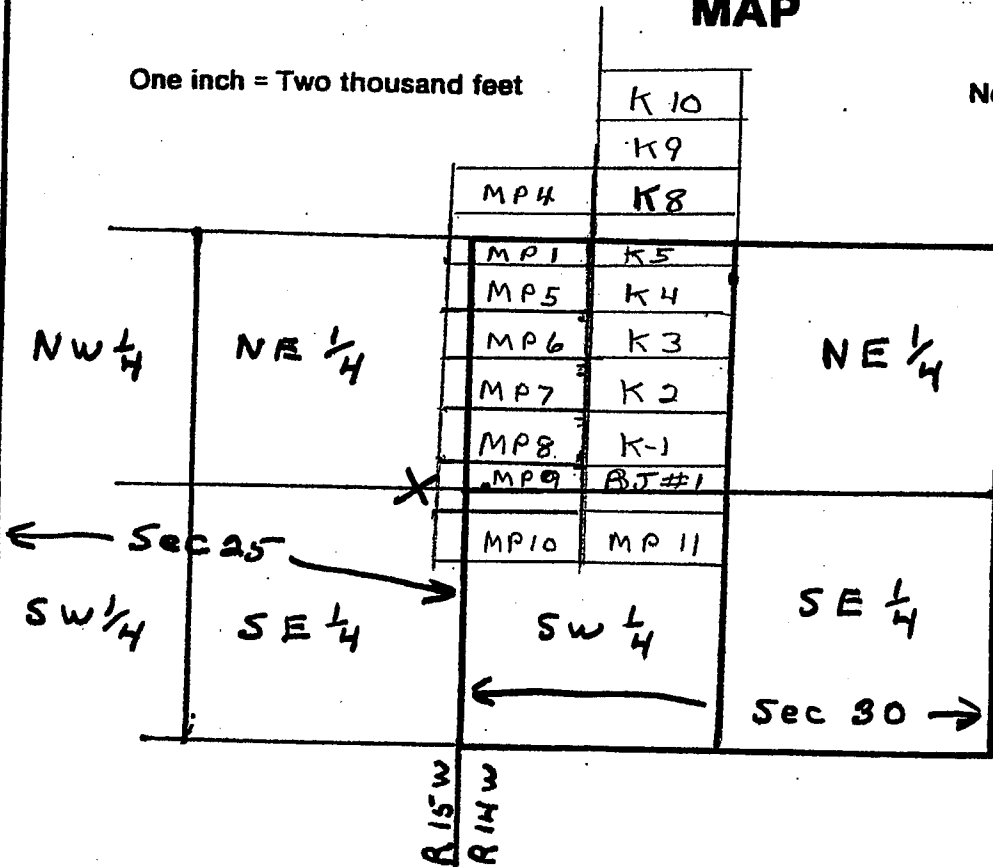 MAP
One inch = Two thousand feet
K 10
K9
MP4 K8
MP1 K5
MP5 K4
NW 1/4 NE 1/4 MP6 K3 NE 1/4
MP7 K2
MP8 K-1
MP9 BJ#1
Sec 25 MP10 MP 11
SW 1/4 SE 1/4 SW 1/4 SE 1/4
Sec 30
R 15 W
R 14 W